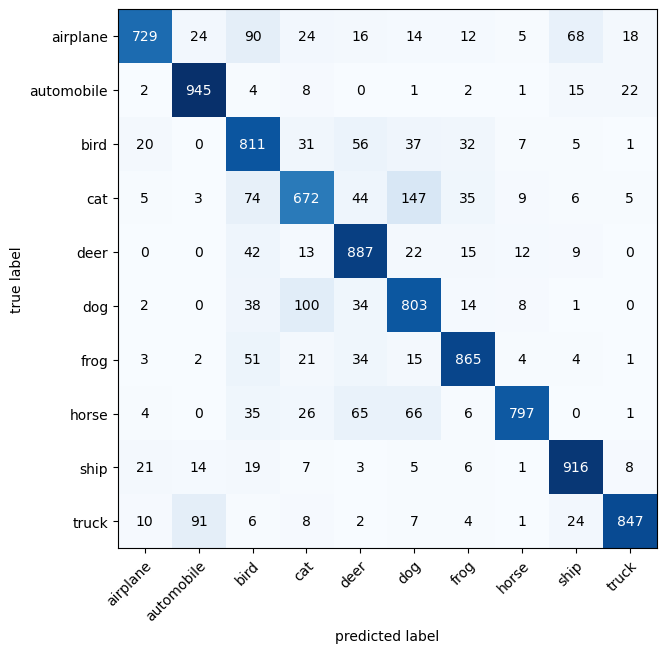 true label
airplane 729 24 90 24 16 14 12 5 68 18
automobile 2 945 4 8 0 1 2 1 15 22
bird 20 0 811 31 56 37 32 7 5 1
cat 5 3 74 672 44 147 35 9 6 5
deer 0 0 42 13 887 22 15 12 9 0
dog 2 0 38 100 34 803 14 8 1 0
frog 3 2 51 21 34 15 865 4 4 1
horse 4 0 35 26 65 66 6 797 0 1
ship 21 14 19 7 3 5 6 1 916 8
truck 10 91 6 8 2 7 4 1 24 847
airplane automobile bird cat deer dog frog horse ship truck
predicted label